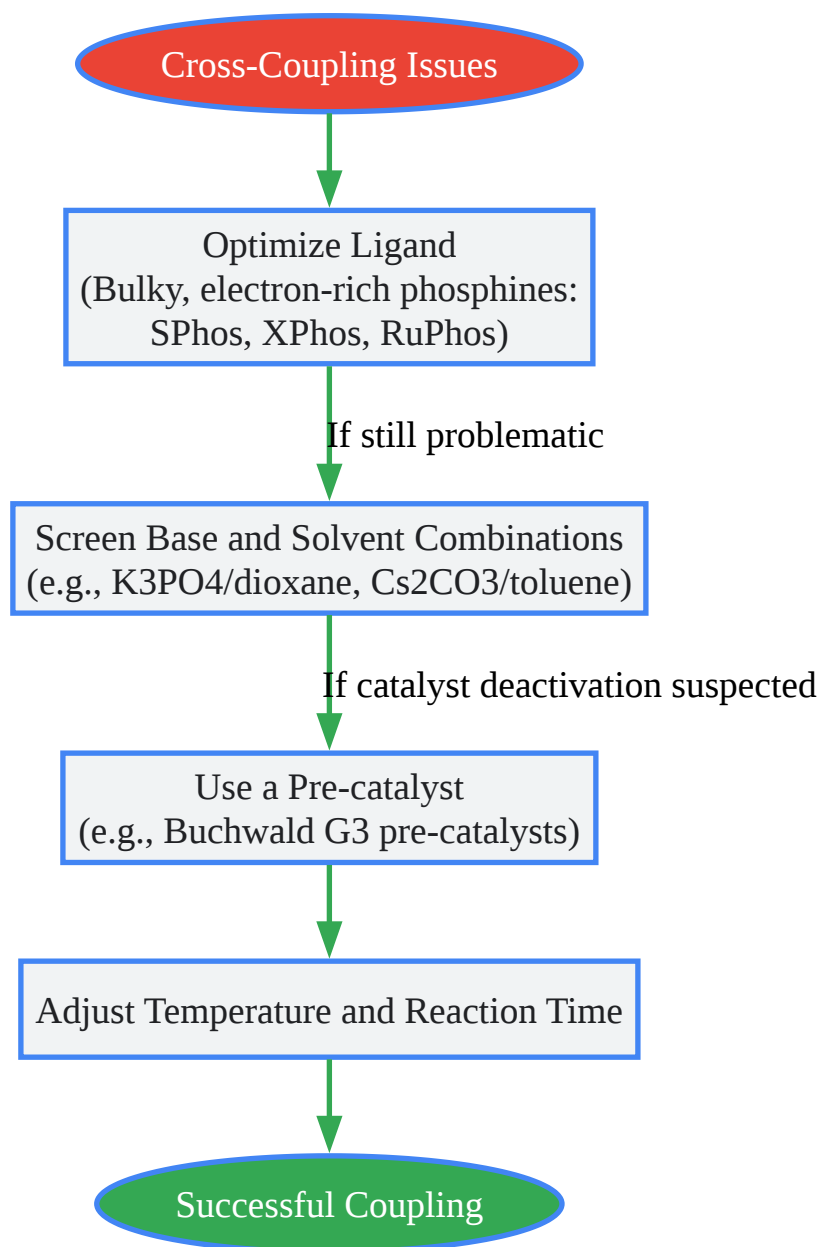 Cross-Coupling Issues
Optimize Ligand
(Bulky, electron-rich phosphines:
SPhos, XPhos, RuPhos)
If still problematic
Screen Base and Solvent Combinations
(e.g., K3PO4/dioxane, Cs2CO3/toluene)
If catalyst deactivation suspected
Use a Pre-catalyst
(e.g., Buchwald G3 pre-catalysts)
Adjust Temperature and Reaction Time
Successful Coupling